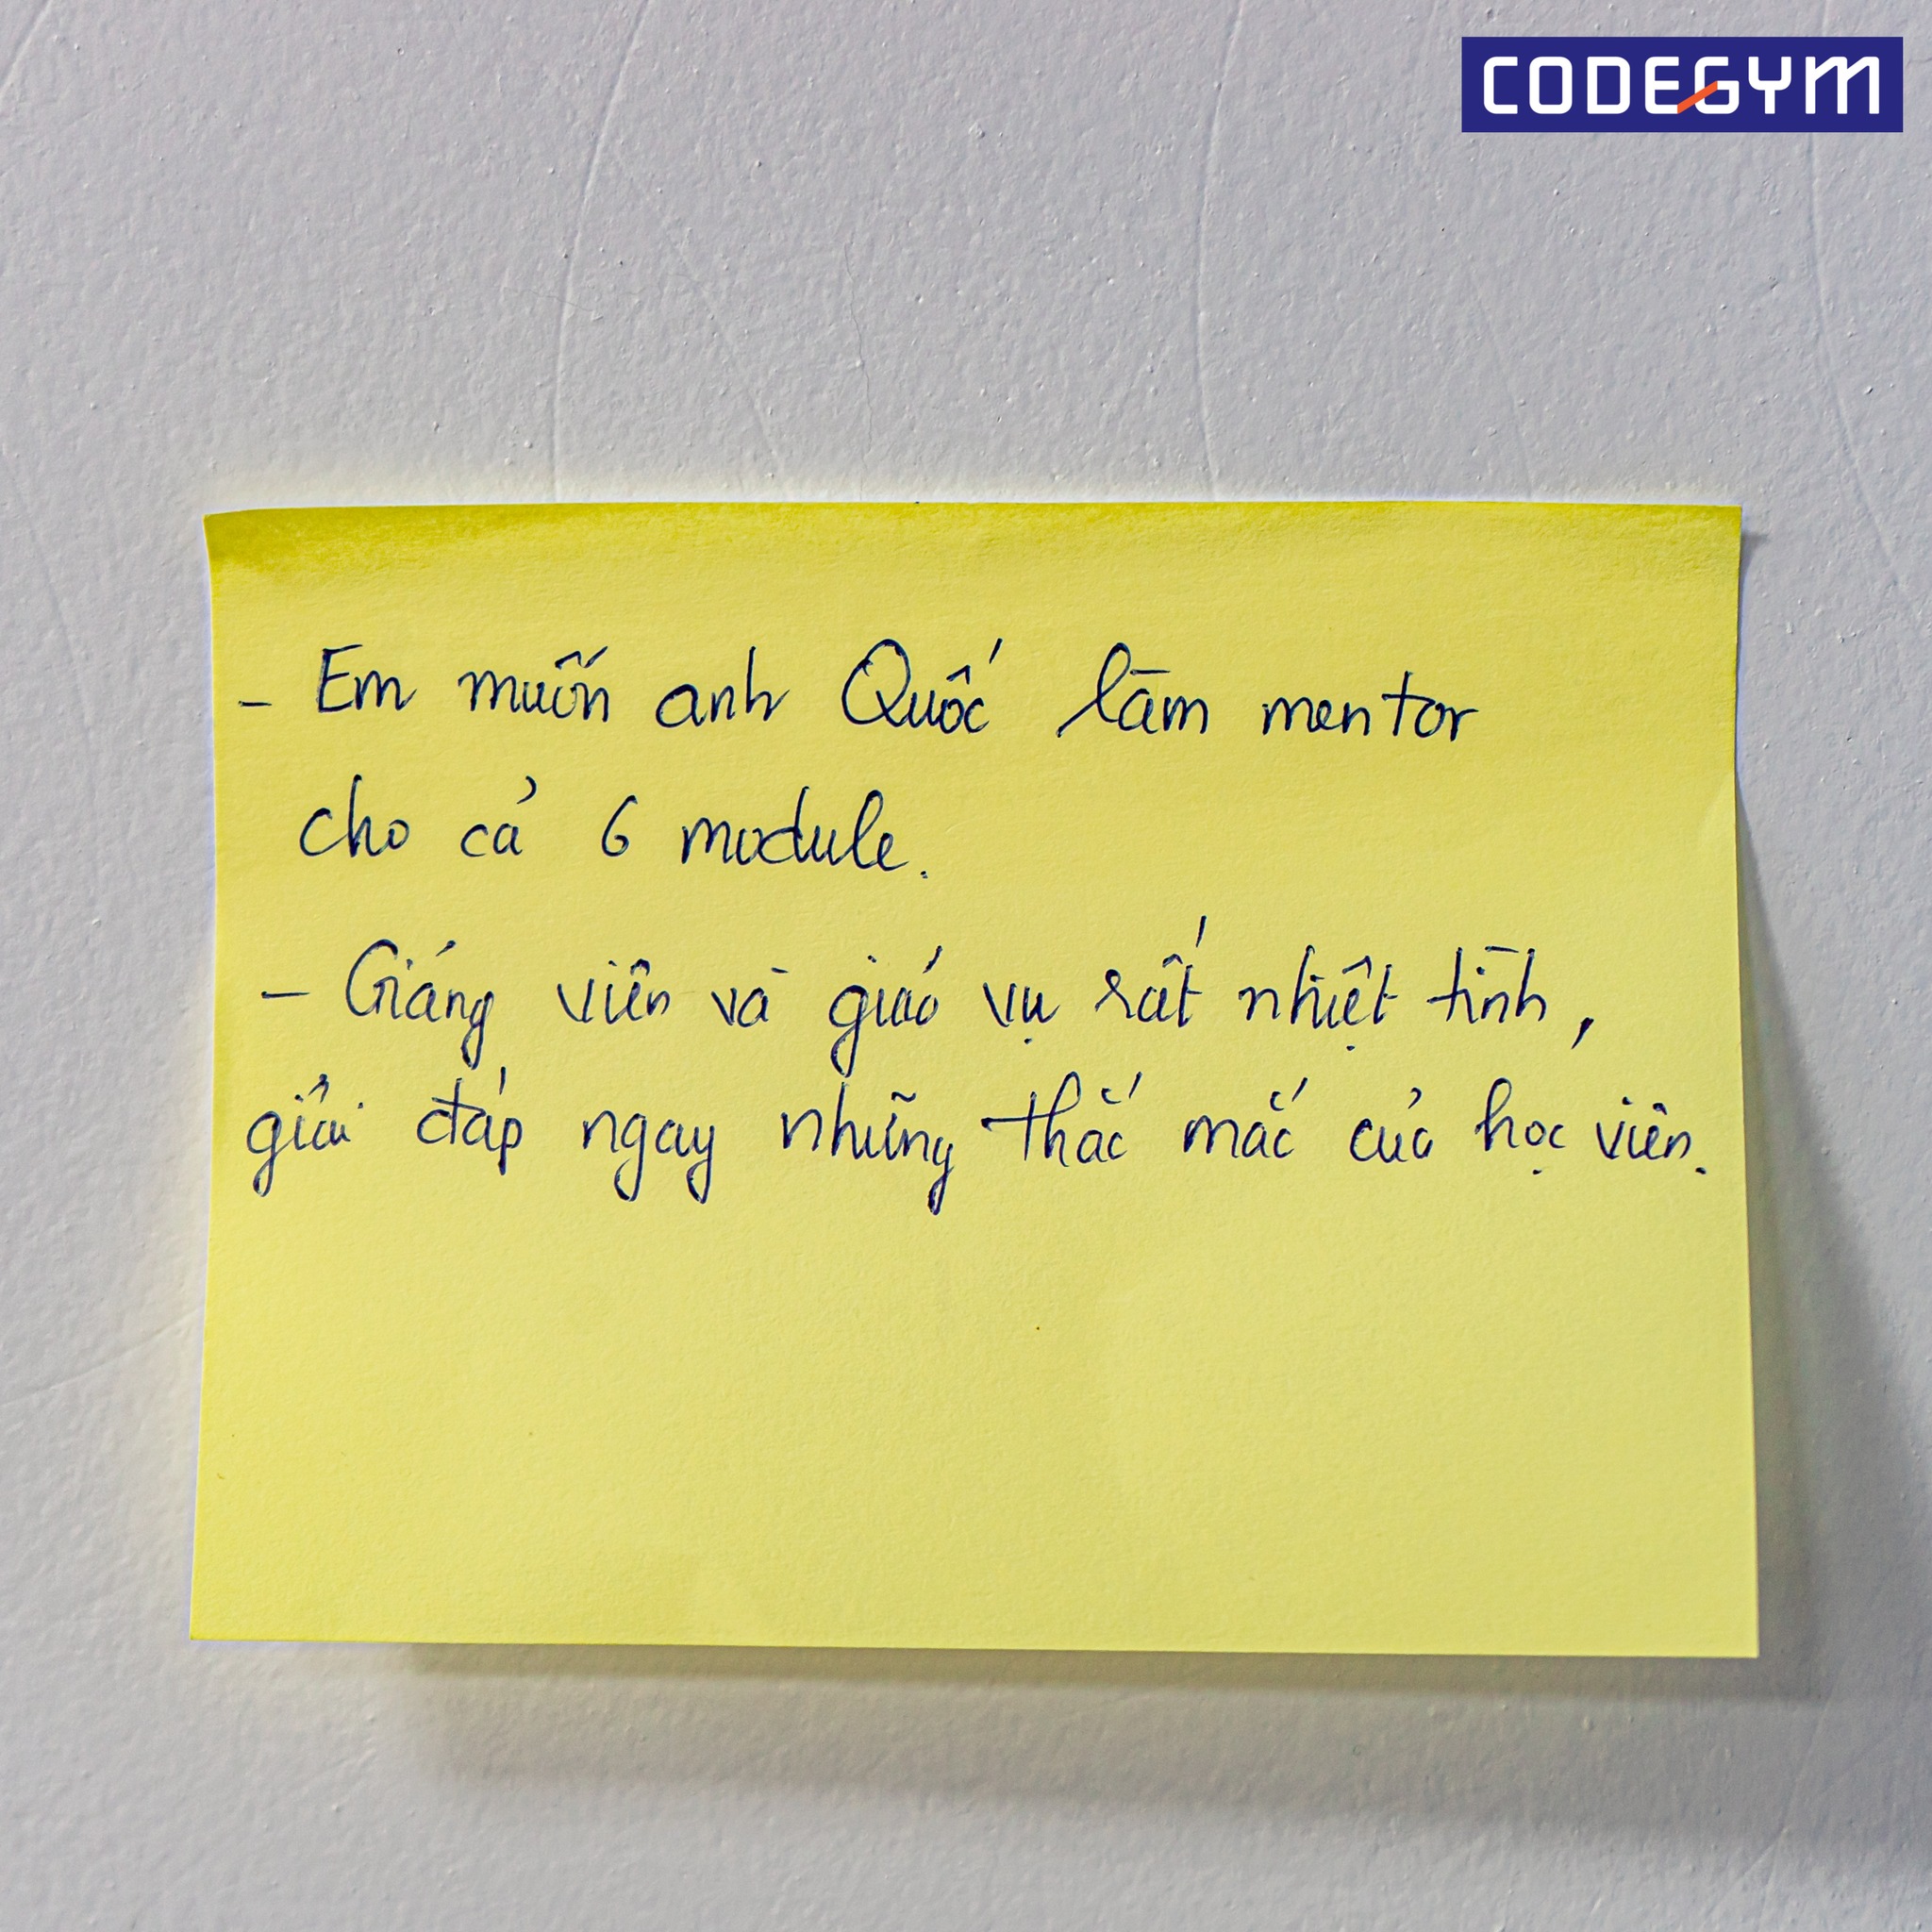 CODEGYM
- Em muốn anh Quốc làm mentor
cho cả 6 module.
- Giảng viên và giáo vụ rất nhiệt tình,
giải đáp ngay những thắc mắc của học viên.